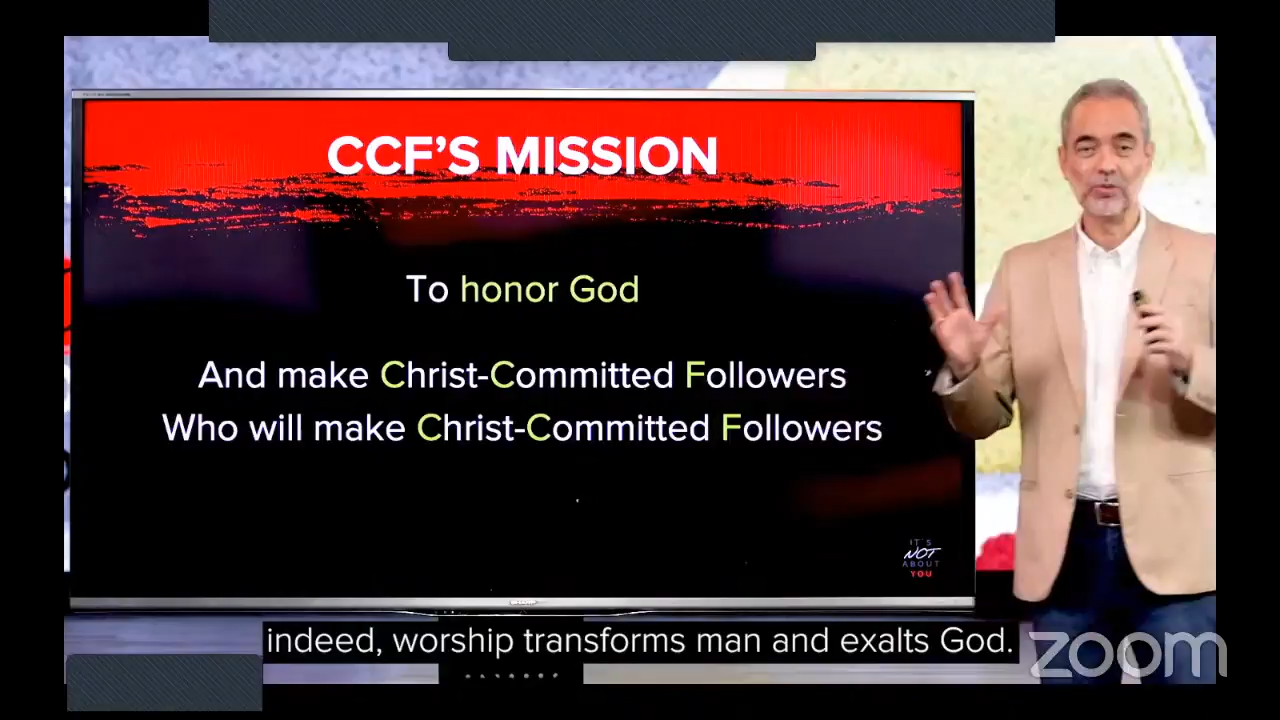 CCF'S MISSION
To honor God
And make Christ-Committed Followers
Who will make Christ-Committed Followers
IT'S
NOT
ABOUT
YOU
indeed, worship transforms man and exalts God.
zoom